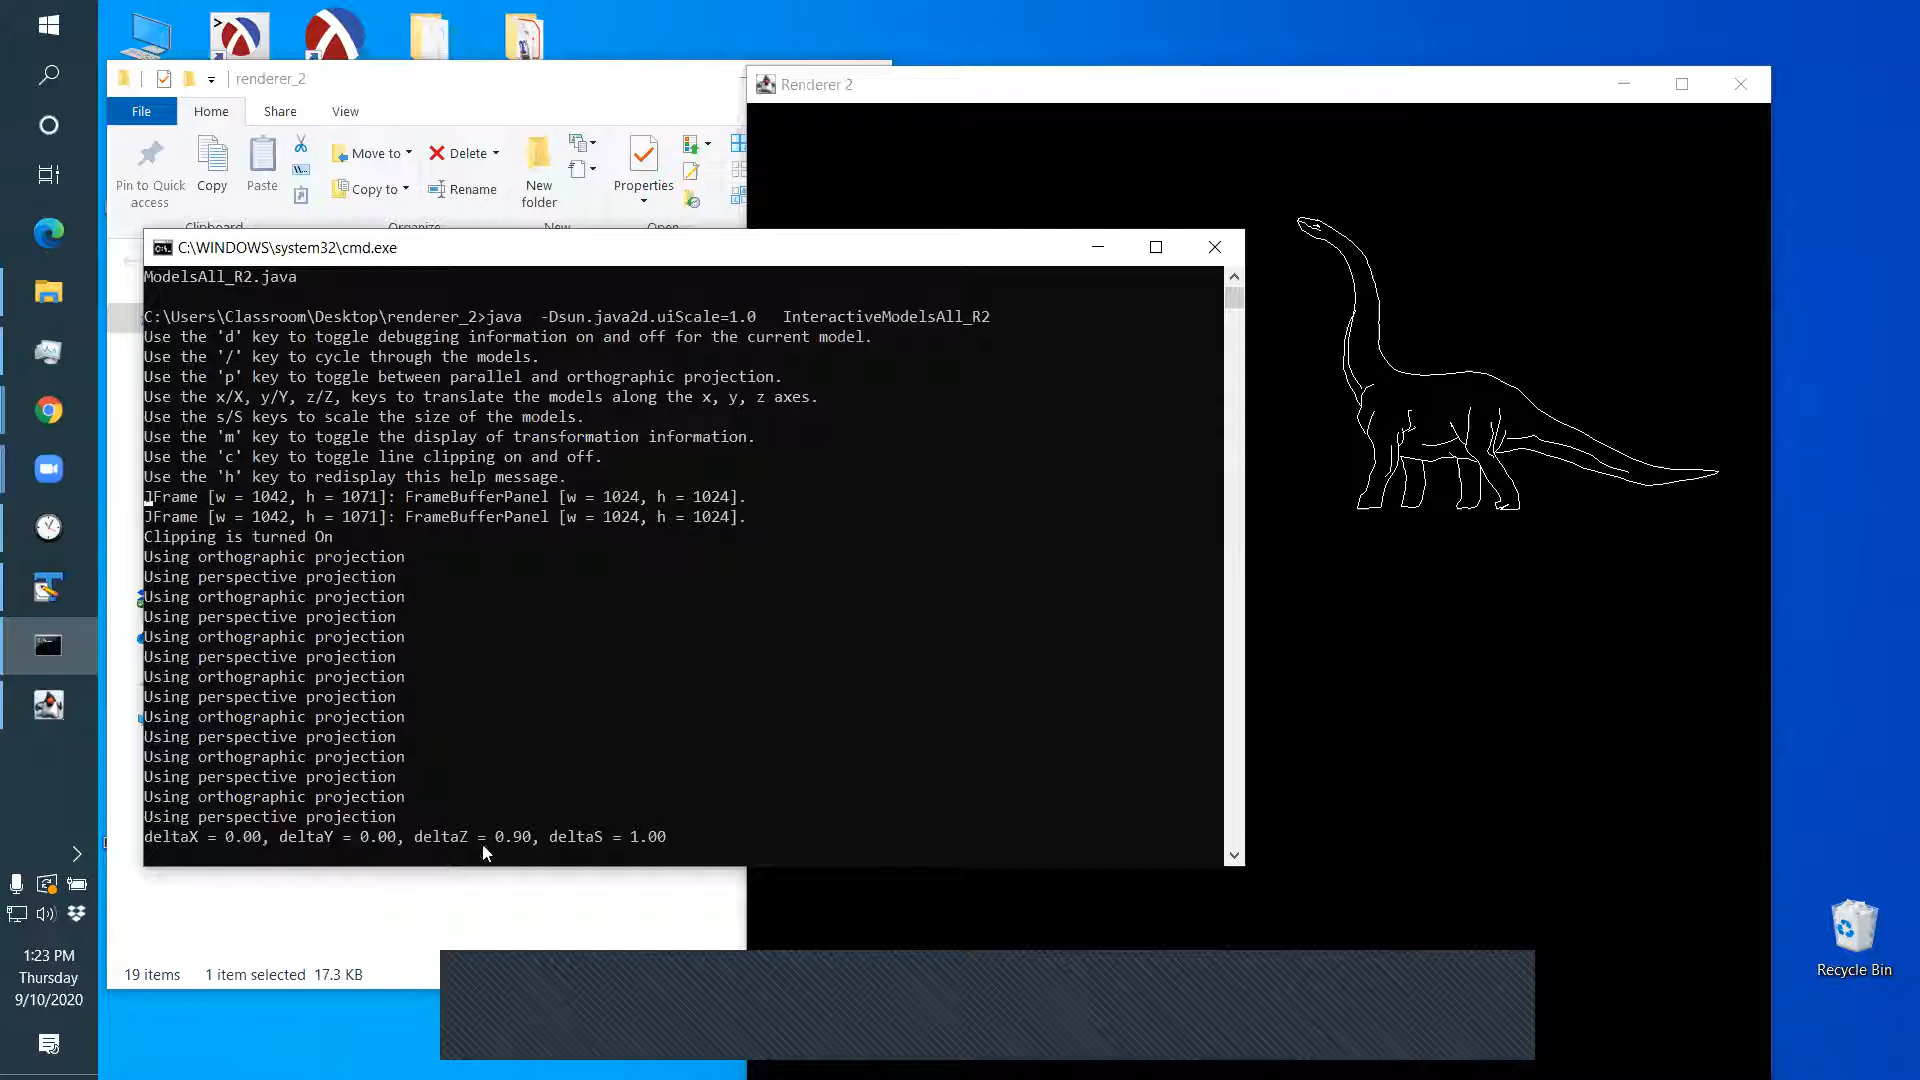 renderer_2
File
Home
Share
View
Pin to Quick access
Copy
Paste
Move to
Copy to
Delete
Rename
New folder
Properties
Clipboard
Organize
New
Renderer 2
C:\WINDOWS\system32\cmd.exe
ModelsAll_R2.java
C:\Users\Classroom\Desktop\renderer_2>java  -Dsun.java2d.uiScale=1.0   InteractiveModelsAll_R2
Use the 'd' key to toggle debugging information on and off for the current model.
Use the '/' key to cycle through the models.
Use the 'p' key to toggle between parallel and orthographic projection.
Use the x/X, y/Y, z/Z, keys to translate the models along the x, y, z axes.
Use the s/S keys to scale the size of the models.
Use the 'm' key to toggle the display of transformation information.
Use the 'c' key to toggle line clipping on and off.
Use the 'h' key to redisplay this help message.
JFrame [w = 1042, h = 1071]: FrameBufferPanel [w = 1024, h = 1024].
JFrame [w = 1042, h = 1071]: FrameBufferPanel [w = 1024, h = 1024].
Clipping is turned On
Using orthographic projection
Using perspective projection
Using orthographic projection
Using perspective projection
Using orthographic projection
Using perspective projection
Using orthographic projection
Using perspective projection
Using orthographic projection
Using perspective projection
Using orthographic projection
Using perspective projection
Using orthographic projection
Using perspective projection
deltaX = 0.00, deltaY = 0.00, deltaZ = 0.90, deltaS = 1.00
19 items
1 item selected  17.3 KB
1:23 PM
Thursday
9/10/2020
Recycle Bin